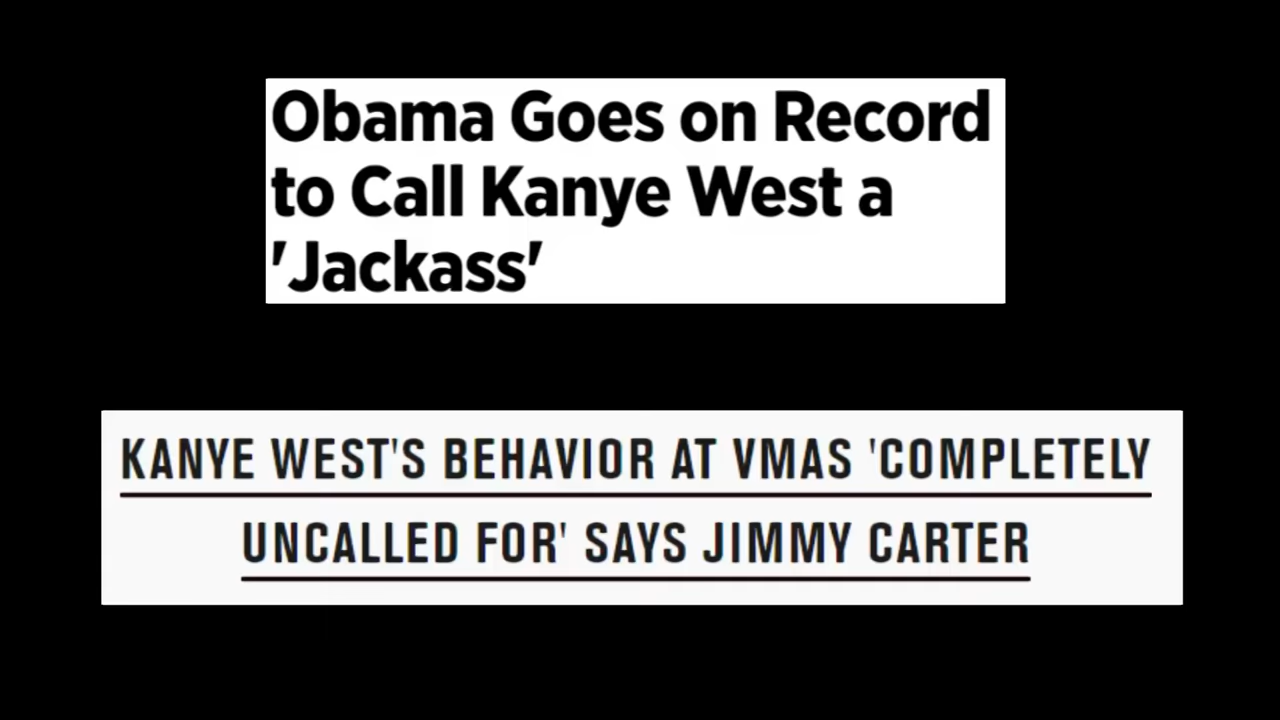 Obama Goes on Record
to Call Kanye West a
'Jackass'
KANYE WEST'S BEHAVIOR AT VMAS 'COMPLETELY
UNCALLED FOR' SAYS JIMMY CARTER